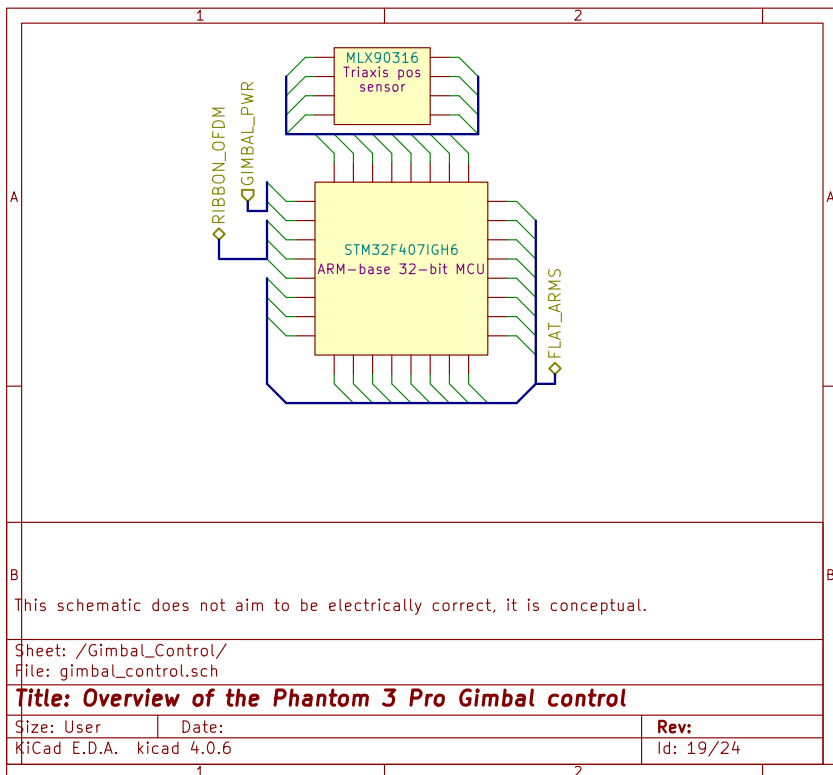 1
2
MLX90316
Triaxis pos
sensor
GIMBAL_PWR
RIBBON_OFDM
A
A
STM32F407IGH6
ARM-base 32-bit MCU
FLAT_ARMS
B
B
This schematic does not aim to be electrically correct, it is conceptual.
Sheet: /Gimbal_Control/
File: gimbal_control.sch
Title: Overview of the Phantom 3 Pro Gimbal control
Size: User
Date:
Rev:
KiCad E.D.A. kicad 4.0.6
Id: 19/24
1
2